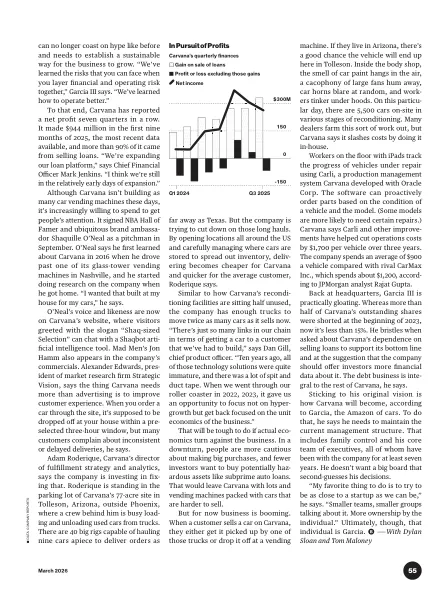 can no longer coast on hype like before
and needs to establish a sustainable
way for the business to grow. “We’ve
learned the risks that you can face when
you layer financial and operating risk
together,” Garcia III says. “We’ve learned
how to operate better.”
To that end, Carvana has reported
a net profit seven quarters in a row.
It made $944 million in the first nine
months of 2025, the most recent data
available, and more than 90% of it came
from selling loans. “We’re expanding
our loan platform,” says Chief Financial
Officer Mark Jenkins. “I think we’re still
in the relatively early days of expansion.”
Although Carvana isn’t building as
many car vending machines these days,
it’s increasingly willing to spend to get
people’s attention. It signed NBA Hall of
Famer and ubiquitous brand ambassa-
dor Shaquille O’Neal as a pitchman in
September. O’Neal says he first learned
about Carvana in 2016 when he drove
past one of its glass-tower vending
machines in Nashville, and he started
doing research on the company when
he got home. “I wanted that built at my
house for my cars,” he says.
O’Neal’s voice and likeness are now
on Carvana’s website, where visitors
greeted with the slogan “Shaq-sized
Selection” can chat with a Shaqbot arti-
ficial intelligence tool. Mad Men’s Jon
Hamm also appears in the company’s
commercials. Alexander Edwards, presi-
dent of market research firm Strategic
Vision, says the thing Carvana needs
more than advertising is to improve
customer experience. When you order a
car through the site, it’s supposed to be
dropped off at your house within a pre-
selected three-hour window, but many
customers complain about inconsistent
or delayed deliveries, he says.
Adam Roderique, Carvana’s director
of fulfillment strategy and analytics,
says the company is investing in fix-
ing that. Roderique is standing in the
parking lot of Carvana’s 77-acre site in
Tolleson, Arizona, outside Phoenix,
where a crew behind him is busy load-
ing and unloading used cars from trucks.
There are 40 big rigs capable of hauling
nine cars apiece to deliver orders as
In Pursuit of Profits
Carvana’s quarterly finances
Gain on sale of loans
Profit or loss excluding those gains
Net income
$300M
150
0
-150
Q1 2024
Q3 2025
far away as Texas. But the company is
trying to cut down on those long hauls.
By opening locations all around the US
and carefully managing where cars are
stored to spread out inventory, deliv-
ering becomes cheaper for Carvana
and quicker for the average customer,
Roderique says.
Similar to how Carvana’s recondi-
tioning facilities are sitting half unused,
the company has enough trucks to
move twice as many cars as it sells now.
“There’s just so many links in our chain
in terms of getting a car to a customer
that we’ve had to build,” says Dan Gill,
chief product officer. “Ten years ago, all
of those technology solutions were quite
immature, and there was a lot of spit and
duct tape. When we went through our
roller coaster in 2022, 2023, it gave us
an opportunity to focus not on hyper-
growth but get back focused on the unit
economics of the business.”
That will be tough to do if actual eco-
nomics turn against the business. In a
downturn, people are more cautious
about making big purchases, and fewer
investors want to buy potentially haz-
ardous assets like subprime auto loans.
That would leave Carvana with lots and
vending machines packed with cars that
are harder to sell.
But for now business is booming.
When a customer sells a car on Carvana,
they either get it picked up by one of
those trucks or drop it off at a vending
machine. If they live in Arizona, there’s
a good chance the vehicle will end up
here in Tolleson. Inside the body shop,
the smell of car paint hangs in the air,
a cacophony of large fans hum away,
car horns blare at random, and work-
ers tinker under hoods. On this particu-
lar day, there are 5,500 cars on-site in
various stages of reconditioning. Many
dealers farm this sort of work out, but
Carvana says it slashes costs by doing it
in-house.
Workers on the floor with iPads track
the progress of vehicles under repair
using Carli, a production management
system Carvana developed with Oracle
Corp. The software can proactively
order parts based on the condition of
a vehicle and the model. (Some models
are more likely to need certain repairs.)
Carvana says Carli and other improve-
ments have helped cut operations costs
by $1,700 per vehicle over three years.
The company spends an average of $900
a vehicle compared with rival CarMax
Inc., which spends about $1,200, accord-
ing to JPMorgan analyst Rajat Gupta.
Back at headquarters, Garcia III is
practically gloating. Whereas more than
half of Carvana’s outstanding shares
were shorted at the beginning of 2023,
now it’s less than 15%. He bristles when
asked about Carvana’s dependence on
selling loans to support its bottom line
and at the suggestion that the company
should offer investors more financial
data about it. The debt business is inte-
gral to the rest of Carvana, he says.
Sticking to his original vision is
how Carvana will become, according
to Garcia, the Amazon of cars. To do
that, he says he needs to maintain the
current management structure. That
includes family control and his core
team of executives, all of whom have
been with the company for at least seven
years. He doesn’t want a big board that
second-guesses his decisions.
“My favorite thing to do is to try to
be as close to a startup as we can be,”
he says. “Smaller teams, smaller groups
talking about it. More ownership by the
individual.” Ultimately, though, that
individual is Garcia. B —With Dylan
Sloan and Tom Maloney
March 2026
55